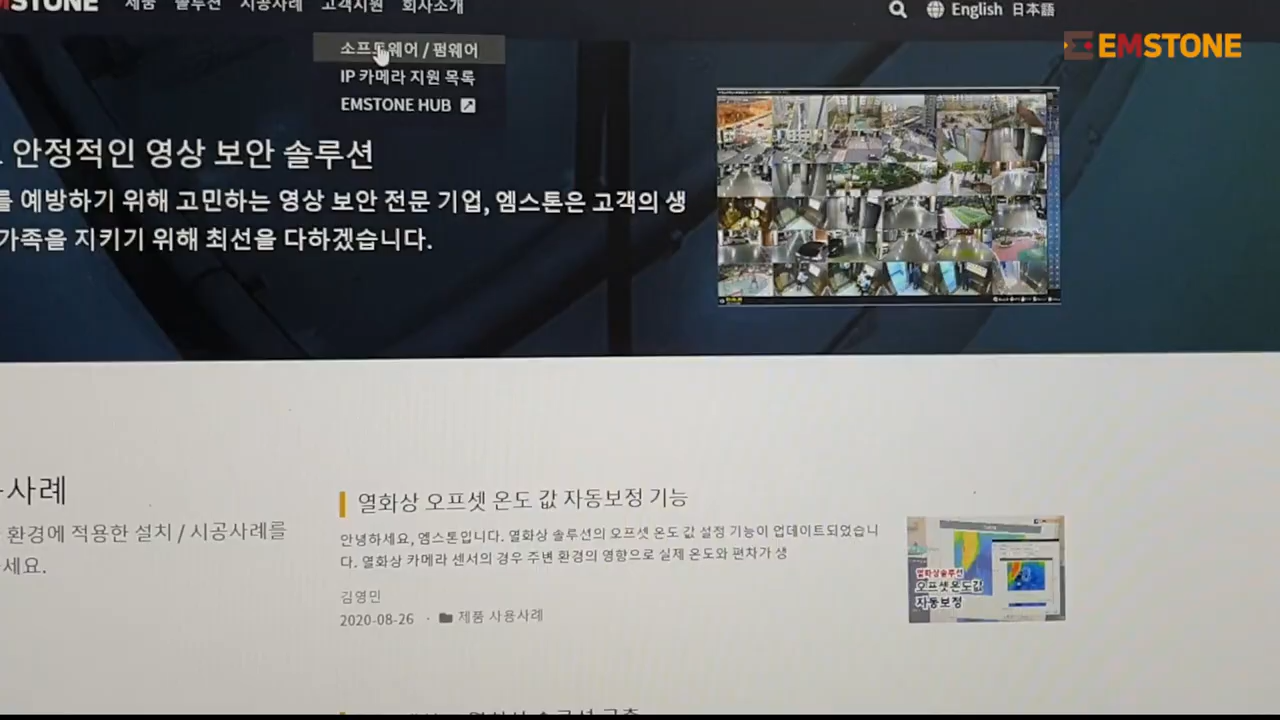 EMSTONE
제품 솔루션 시공사례 고객지원 회사소개
English 日本語
EMSTONE
소프트웨어 / 펌웨어
IP 카메라 지원 목록
EMSTONE HUB
안정적인 영상 보안 솔루션
를 예방하기 위해 고민하는 영상 보안 전문 기업, 엠스톤은 고객의 생
가족을 지키기 위해 최선을 다하겠습니다.
사례
환경에 적용한 설치 / 시공사례를
세요.
열화상 오프셋 온도 값 자동보정 기능
안녕하세요, 엠스톤입니다. 열화상 솔루션의 오프셋 온도 값 설정 기능이 업데이트되었습니
다. 열화상 카메라 센서의 경우 주변 환경의 영향으로 실제 온도와 편차가 생
김영민
2020-08-26 · 제품 사용사례
열화상솔루션
오프셋온도값
자동보정